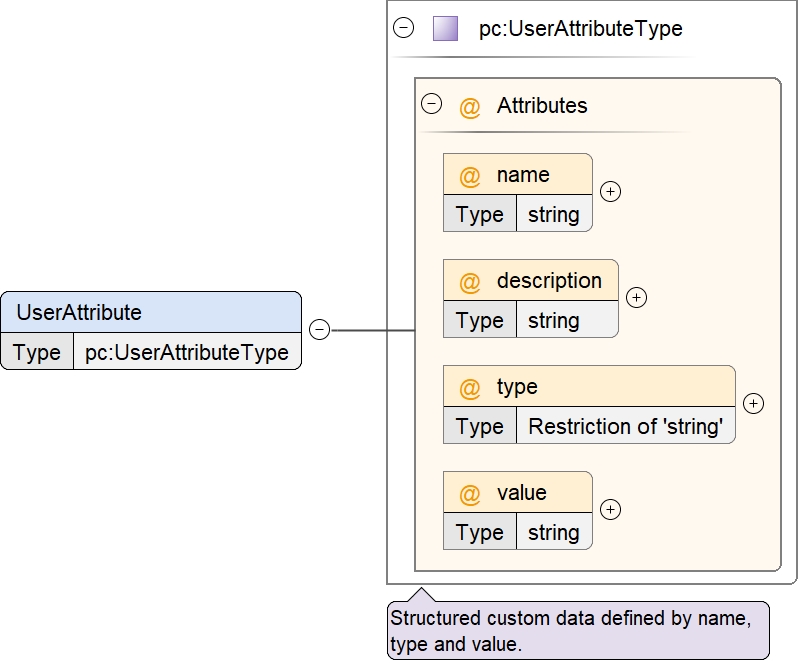 pc:UserAttributeType
@ Attributes
@ name
Type string
@ description
Type string
UserAttribute
Type pc:UserAttributeType
@ type
Type Restriction of 'string'
@ value
Type string
Structured custom data defined by name,
type and value.